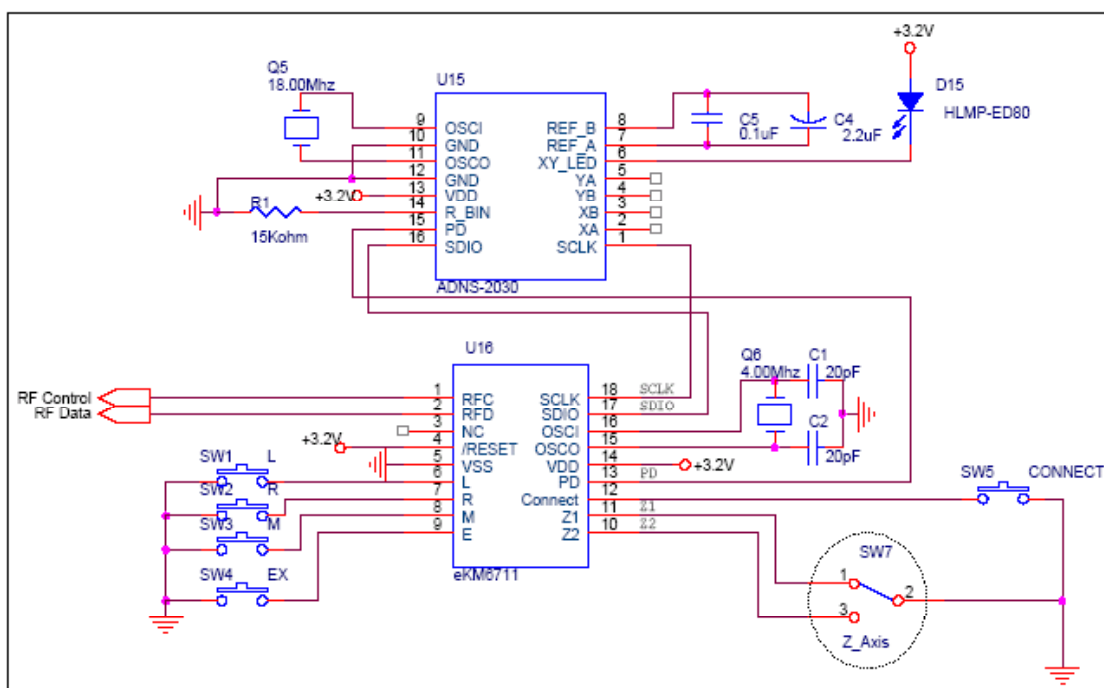 +3.2V
Q5
18.00Mhz
U15
D15
HLMP-ED80
9 OSCI REF_B 8
10 GND REF_A 7
11 OSCO XY_LED 6
12 GND YA 5
13 VDD YB 4
14 R_BIN XB 3
15 PD XA 2
16 SDIO SCLK 1
C5
0.1uF
C4
2.2uF
+3.2V
R1
15Kohm
ADNS-2030
U16
Q6
4.00Mhz
C1
20pF
C2
20pF
RF Control
RF Data
1 RFC SCLK 18 SCLK
2 RFD SDIO 17 SDIO
3 NC OSCI 16
4 /RESET OSCO 15
5 VSS VDD 14
6 L PD 13 PD
7 R Connect 12
8 M Z1 11 Z1
9 E Z2 10 Z2
+3.2V
+3.2V
SW1 L
SW2 R
SW3 M
SW4 EX
eKM6711
SW5 CONNECT
SW7
1
2
3
Z_Axis